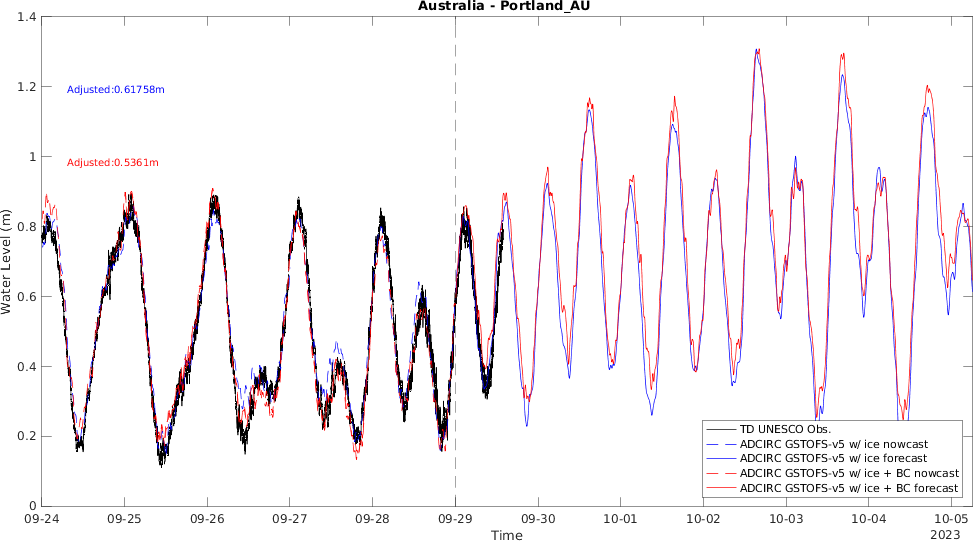 Australia - Portland_AU
1.4
1.2
1
0.8
0.6
0.4
0.2
0
Water Level (m)
Adjusted:0.61758m
Adjusted:0.5361m
TD UNESCO Obs.
ADCIRC GSTOFS-v5 w/ ice nowcast
ADCIRC GSTOFS-v5 w/ ice forecast
ADCIRC GSTOFS-v5 w/ ice + BC nowcast
ADCIRC GSTOFS-v5 w/ ice + BC forecast
09-24 09-25 09-26 09-27 09-28 09-29 09-30 10-01 10-02 10-03 10-04 10-05
Time 2023